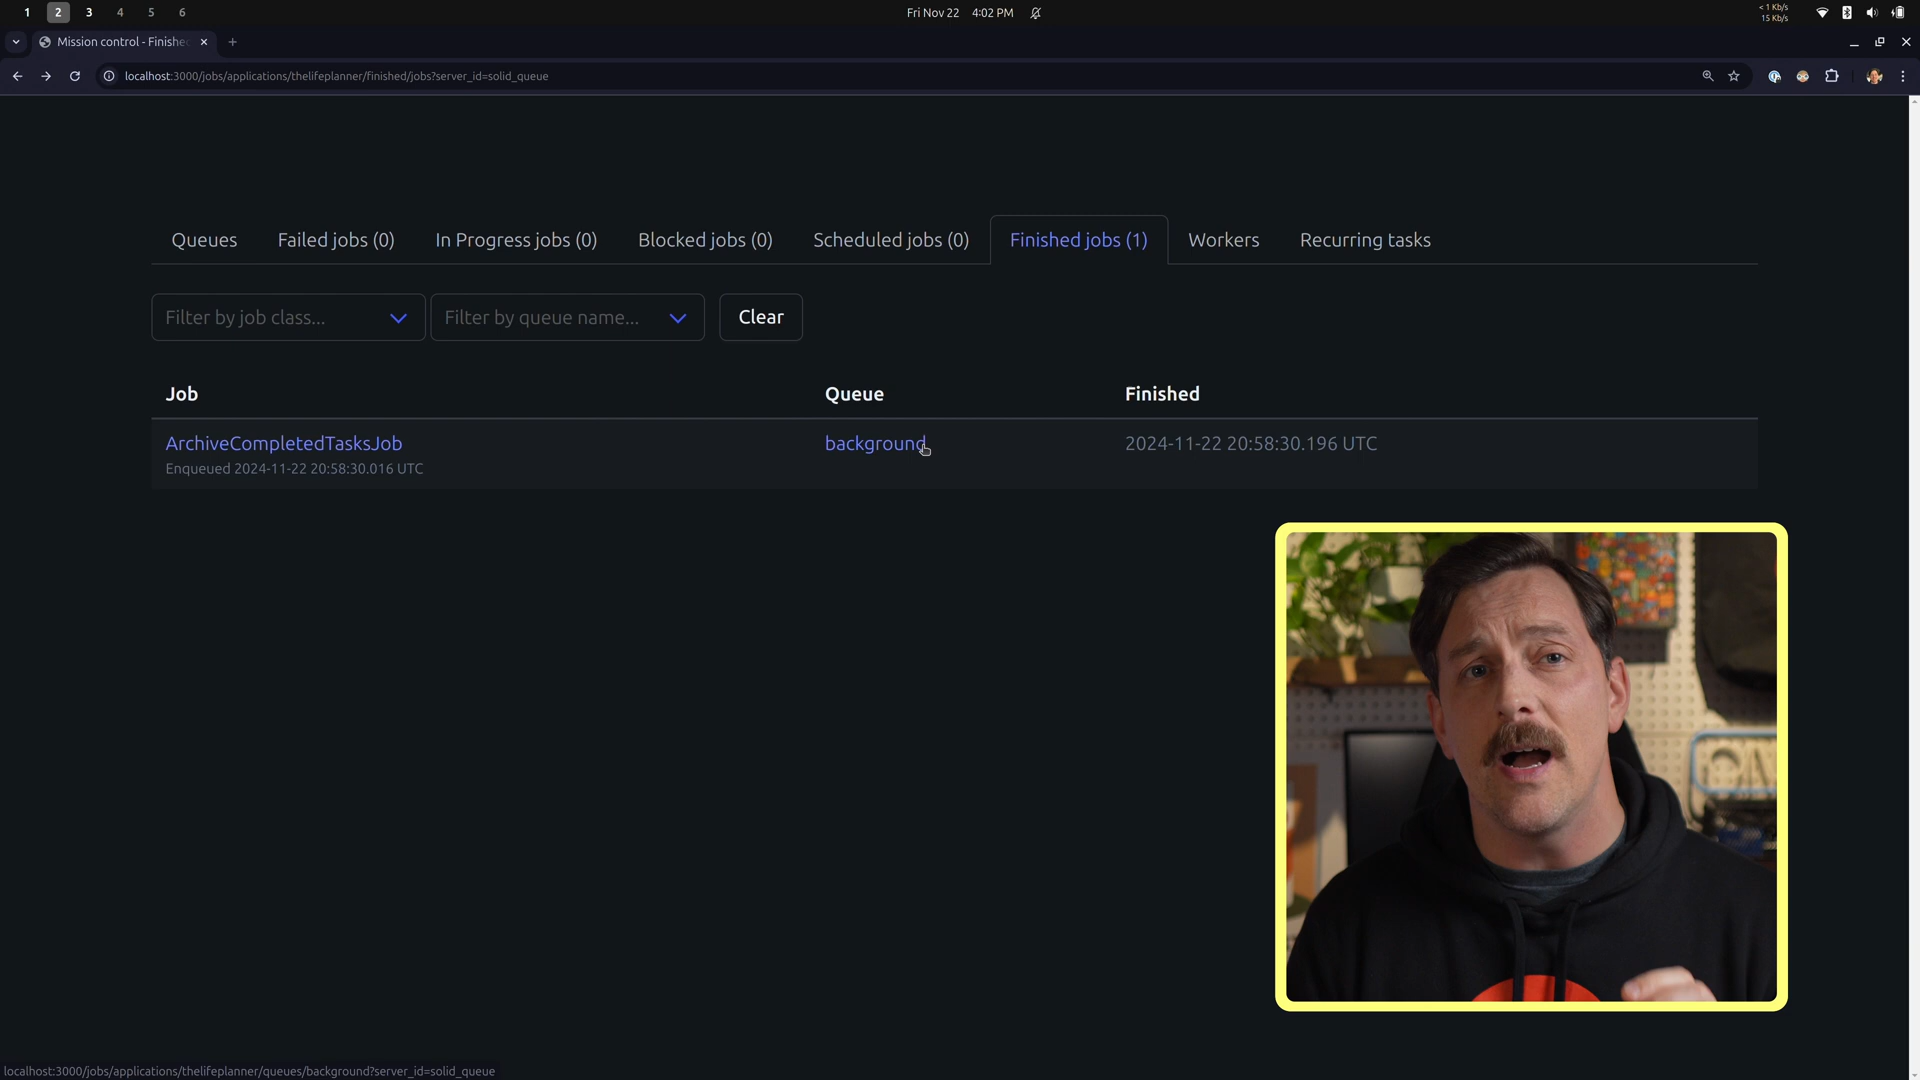 1 2 3 4 5 6
Fri Nov 22 4:02 PM
< 1 Kb/s
15 Kb/s
Mission control - Finishe
localhost:3000/jobs/applications/thelifeplanner/finished/jobs?server_id=solid_queue
Queues Failed jobs (0) In Progress jobs (0) Blocked jobs (0) Scheduled jobs (0) Finished jobs (1) Workers Recurring tasks
Filter by job class... Filter by queue name... Clear
Job Queue Finished
ArchiveCompletedTasksJob background 2024-11-22 20:58:30.196 UTC
Enqueued 2024-11-22 20:58:30.016 UTC
localhost:3000/jobs/applications/thelifeplanner/queues/background?server_id=solid_queue